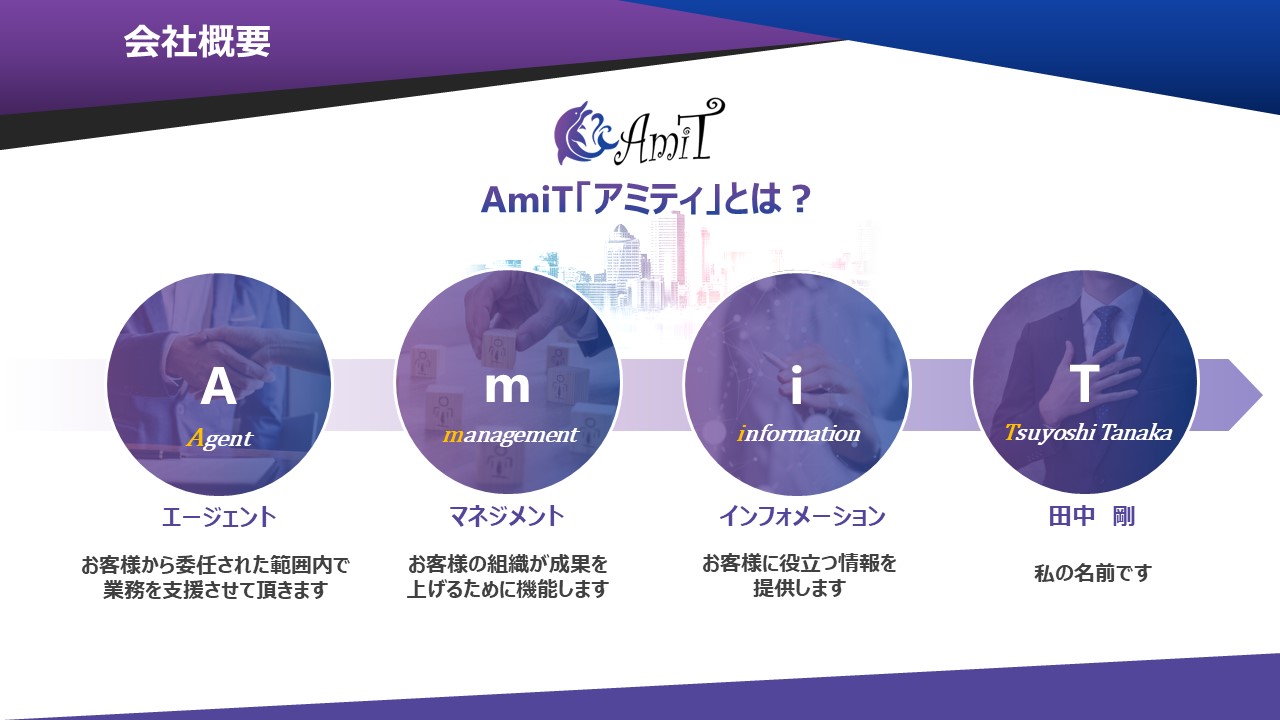 会社概要
AmiT
AmiT「アミティ」とは？
A
Agent
エージェント
お客様から委任された範囲内で
業務を支援させて頂きます
m
management
マネジメント
お客様の組織が成果を
上げるために機能します
i
information
インフォメーション
お客様に役立つ情報を
提供します
T
Tsuyoshi Tanaka
田中　剛
私の名前です